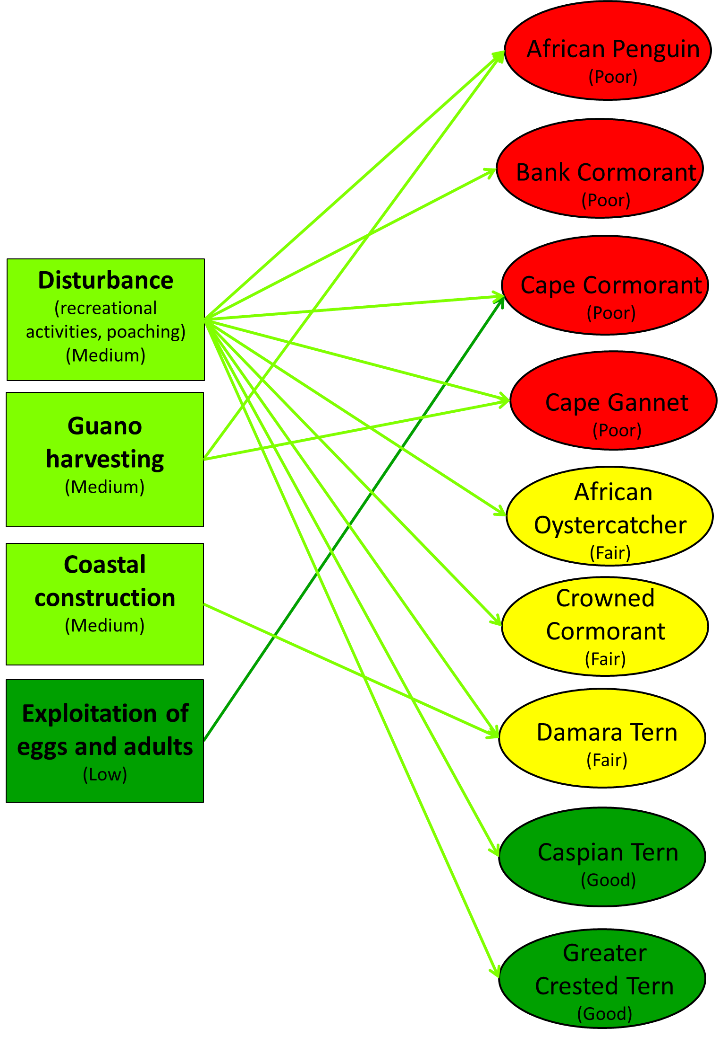 Disturbance
(recreational
activities, poaching)
(Medium)
Guano
harvesting
(Medium)
Coastal
construction
(Medium)
Exploitation of
eggs and adults
(Low)
African Penguin
(Poor)
Bank Cormorant
(Poor)
Cape Cormorant
(Poor)
Cape Gannet
(Poor)
African
Oystercatcher
(Fair)
Crowned
Cormorant
(Fair)
Damara Tern
(Fair)
Caspian Tern
(Good)
Greater
Crested Tern
(Good)